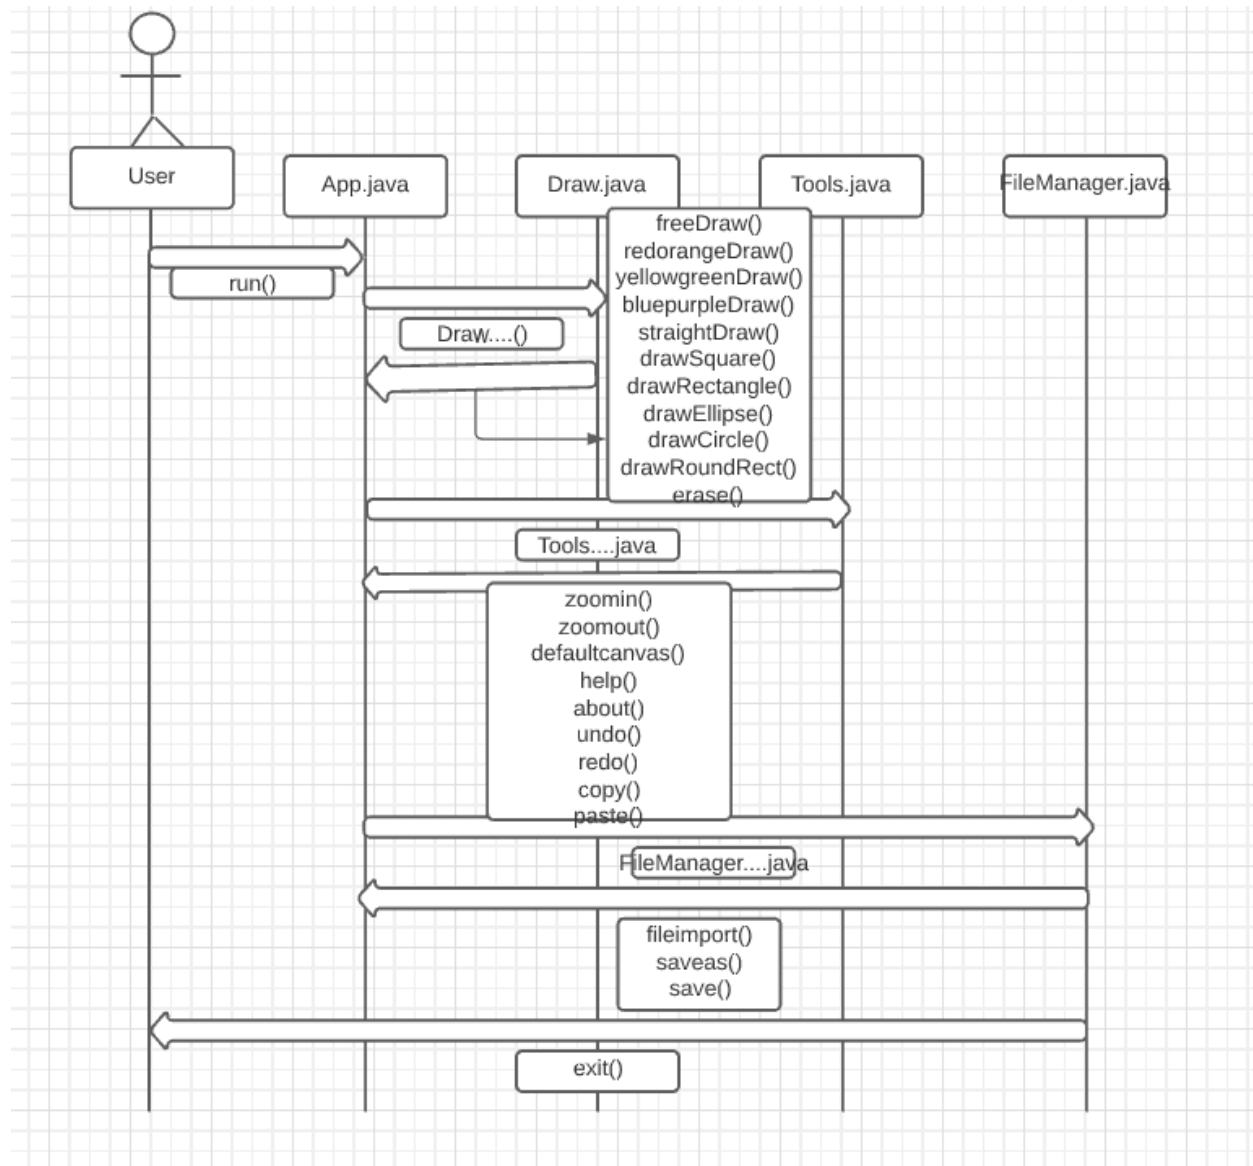 User
App.java
Draw.java
Tools.java
FileManager.java
freeDraw()
redorangeDraw()
yellowgreenDraw()
bluepurpleDraw()
straightDraw()
drawSquare()
drawRectangle()
drawEllipse()
drawCircle()
drawRoundRect()
erase()
run()
Draw....()
Tools....java
zoomin()
zoomout()
defaultcanvas()
help()
about()
undo()
redo()
copy()
paste()
FileManager....java
fileimport()
saveas()
save()
exit()